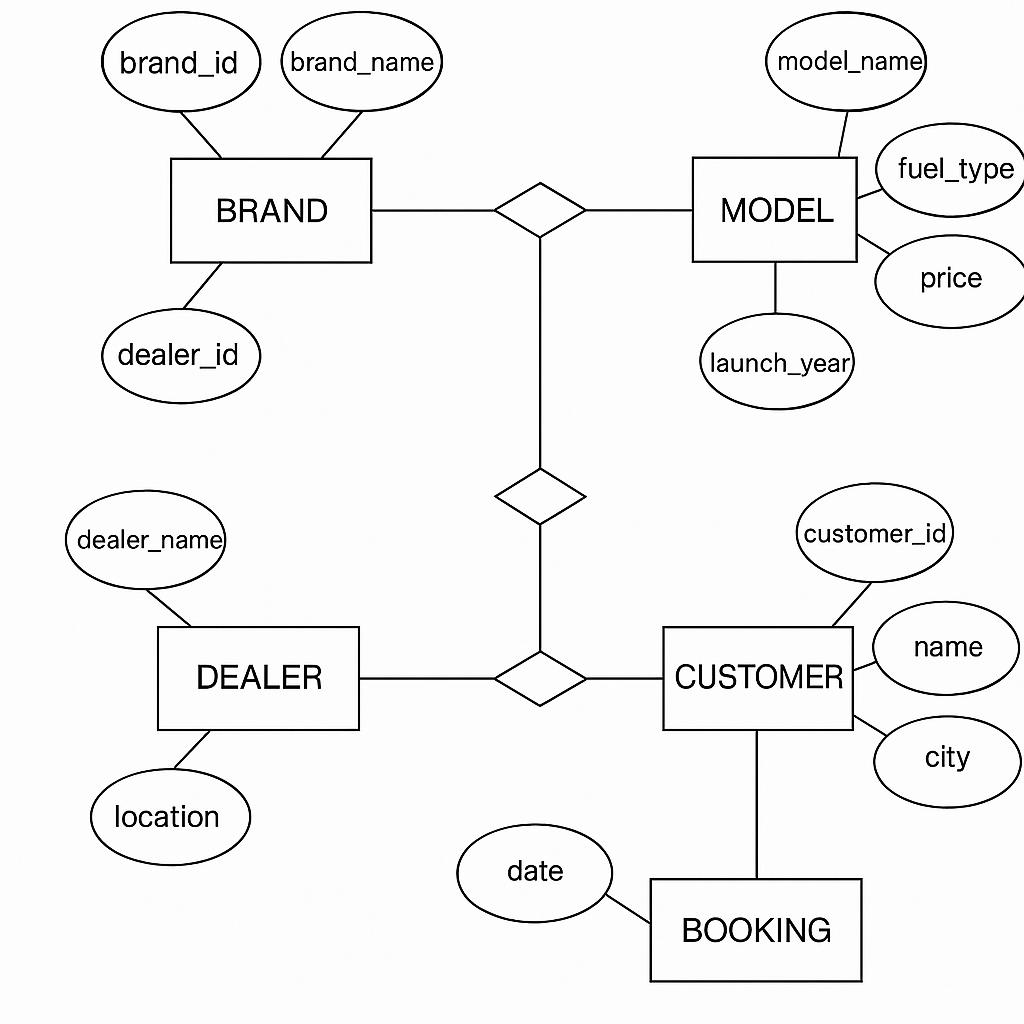 brand_id
brand_name
model_name
fuel_type
BRAND
MODEL
price
dealer_id
launch_year
dealer_name
customer_id
name
DEALER
CUSTOMER
city
location
date
BOOKING